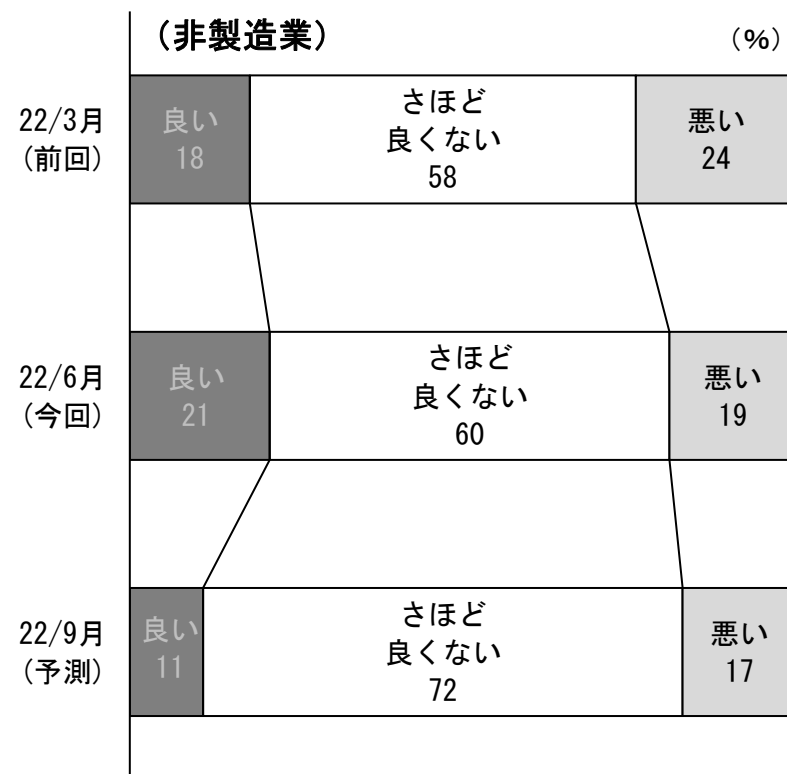 (非製造業)
(%)
22/3月
(前回)
良い
18
さほど
良くない
58
悪い
24
22/6月
(今回)
良い
21
さほど
良くない
60
悪い
19
22/9月
(予測)
良い
11
さほど
良くない
72
悪い
17